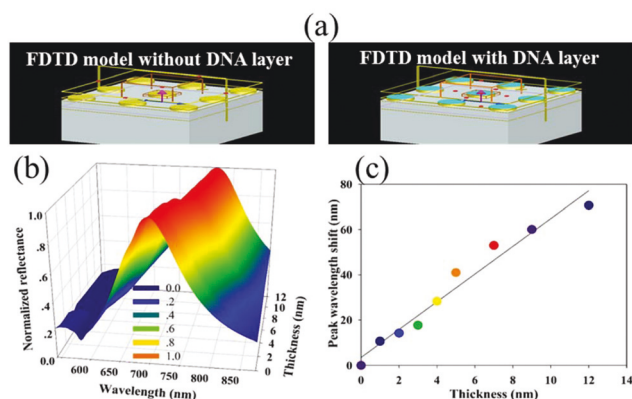 (a)
FDTD model without DNA layer
FDTD model with DNA layer
(b)
Normalized reflectance
1.0
.8
.6
.4
.2
.0
0.0
.2
.4
.6
.8
1.0
600 650 700 750 800 850
Wavelength (nm)
12
10
8
6
4
2
0
Thickness (nm)
(c)
Peak wavelength shift (nm)
80
60
40
20
0
0 2 4 6 8 10 12 14
Thickness (nm)